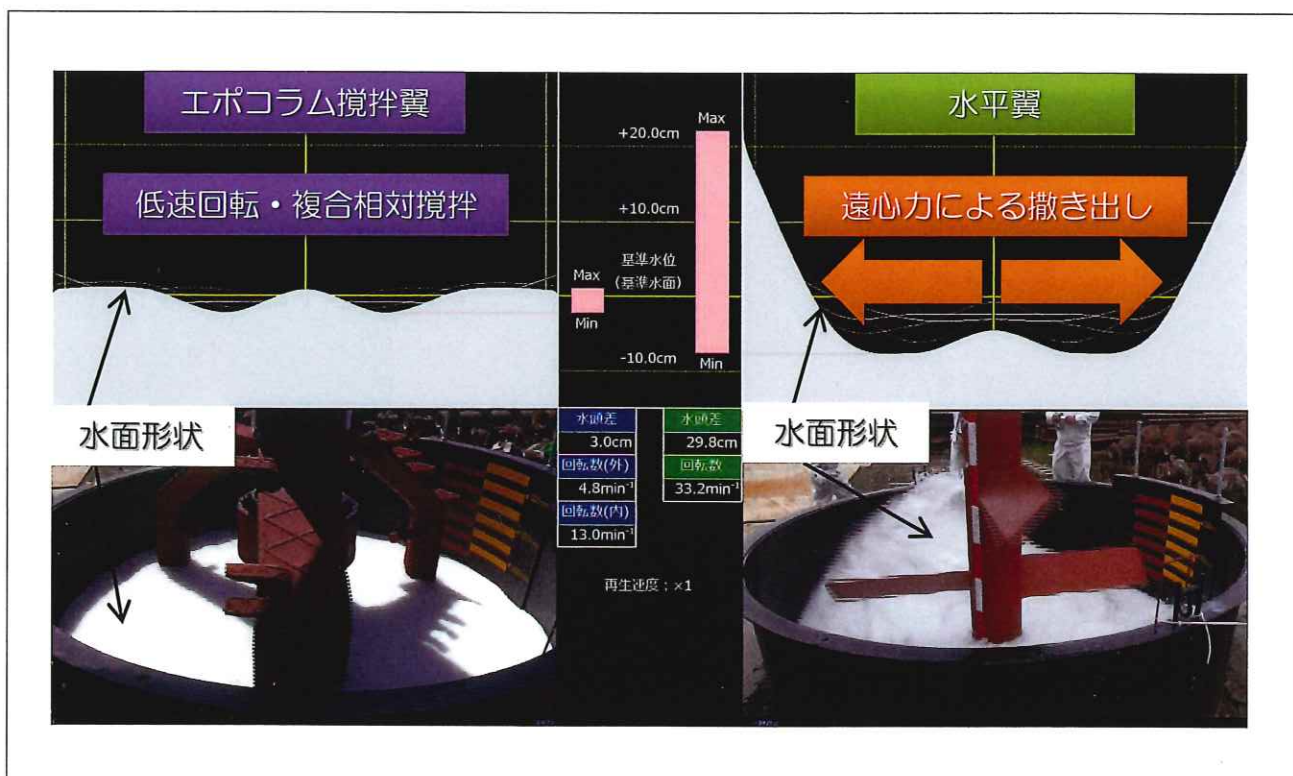 エポコラム撹拌翼
低速回転・複合相対撹拌
水面形状
Max
+20.0cm
+10.0cm
基準水位
(基準水面)
Max
Min
-10.0cm
Min
水頭差
3.0cm
回転数(外)
4.8min⁻¹
回転数(内)
13.0min⁻¹
水頭差
29.8cm
回転数
33.2min⁻¹
再生速度：×1
水平翼
遠心力による撒き出し
水面形状